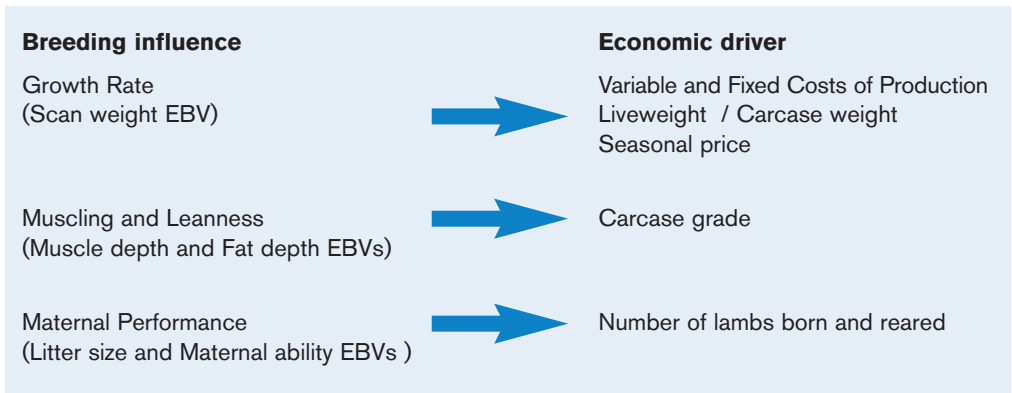 Breeding influence
Economic driver
Growth Rate
(Scan weight EBV)
Variable and Fixed Costs of Production
Liveweight / Carcase weight
Seasonal price
Muscling and Leanness
(Muscle depth and Fat depth EBVs)
Carcase grade
Maternal Performance
(Litter size and Maternal ability EBVs )
Number of lambs born and reared